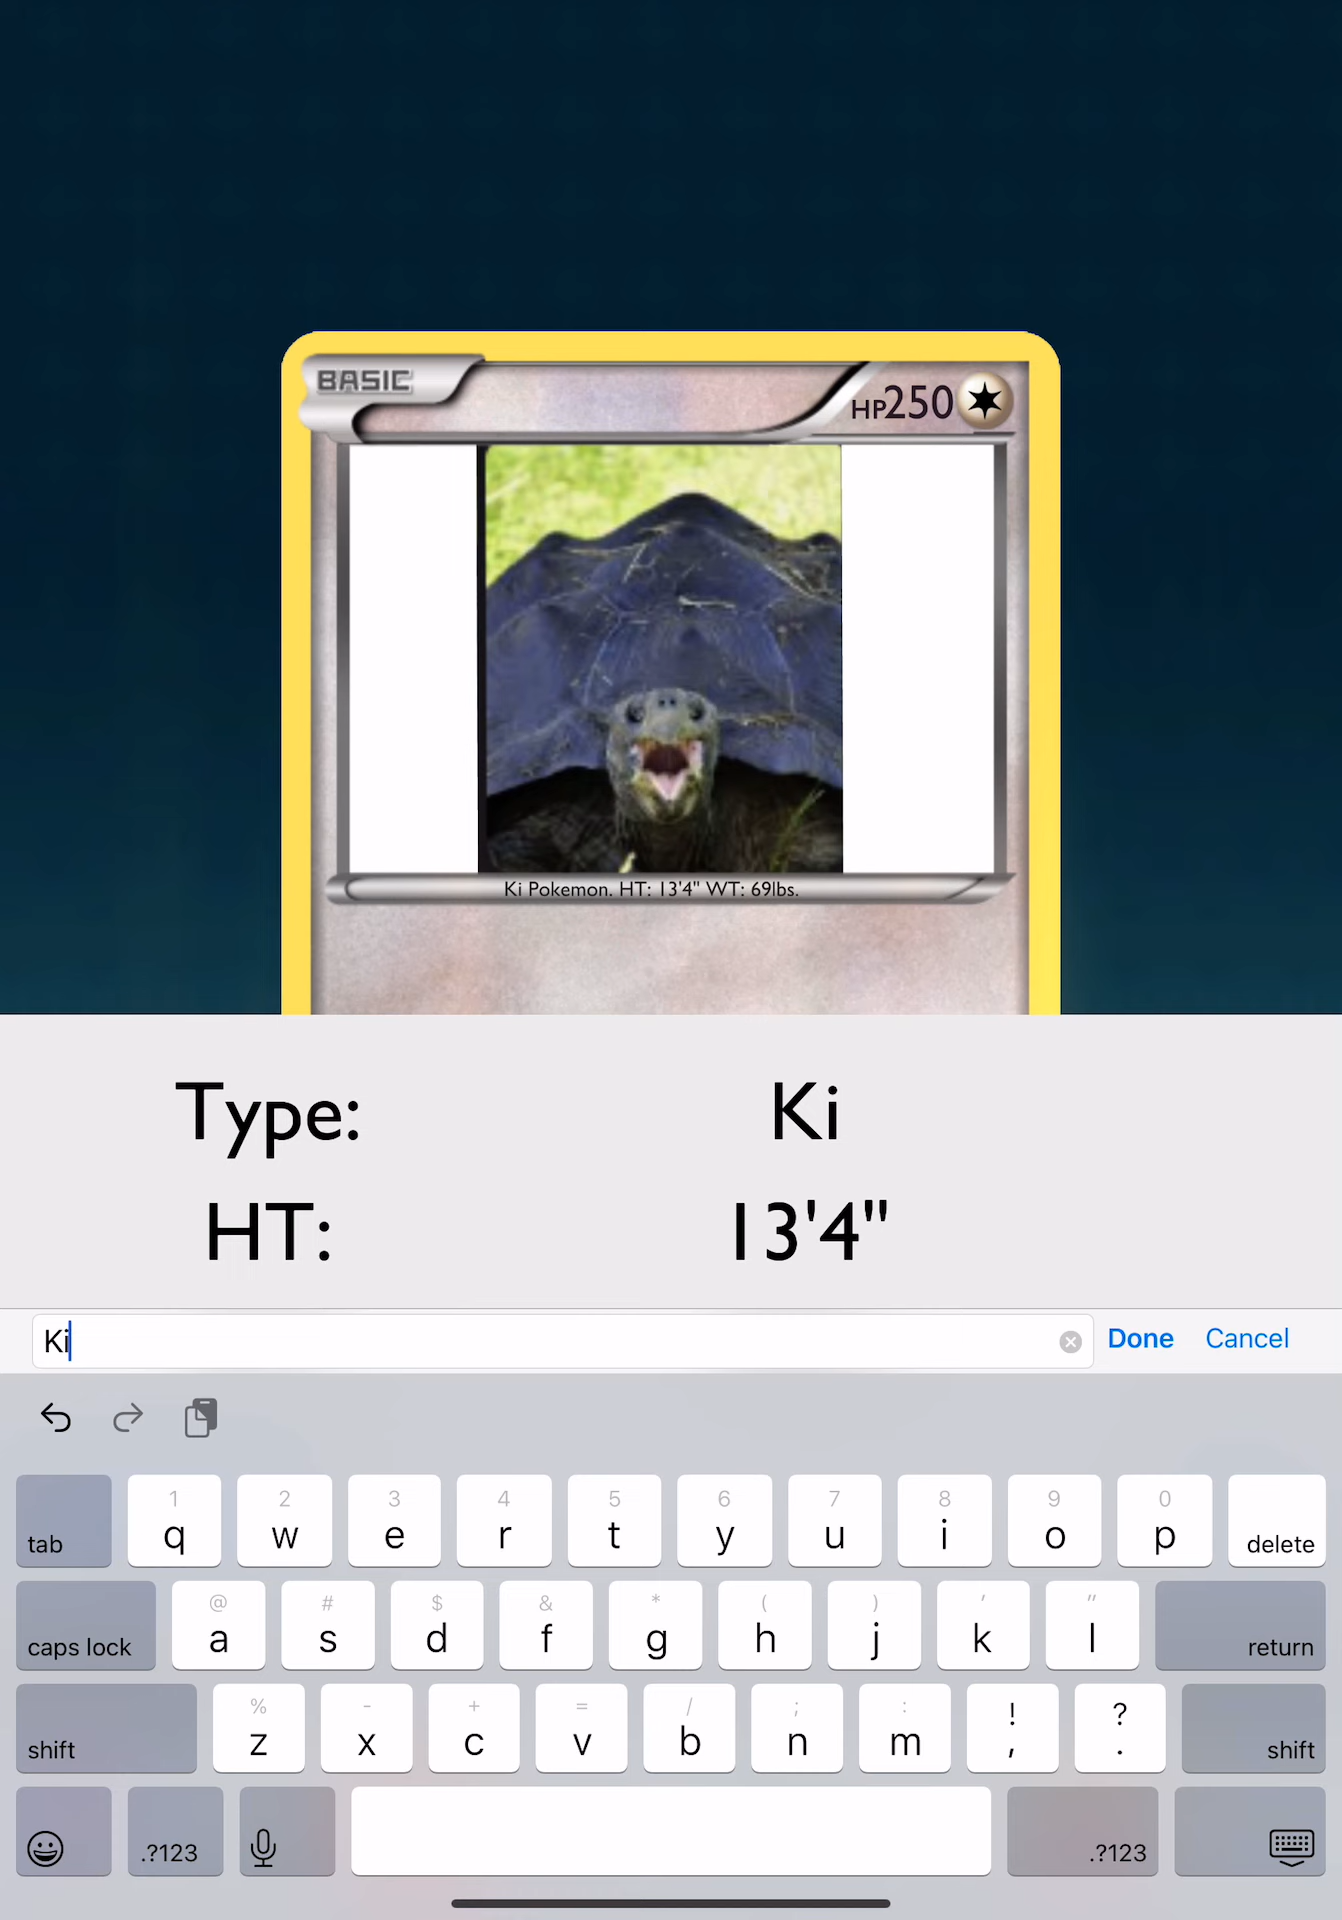 BASIC
HP250
Ki Pokemon. HT: 13'4" WT: 69lbs.
Type: Ki
HT: 13'4"
Ki
Done Cancel
1 2 3 4 5 6 7 8 9 0
tab q w e r t y u i o p delete
@ # $ & * ( ) ' "
caps lock a s d f g h j k l return
% - + = / ; : ! ?
shift z x c v b n m , . shift
.?123 .?123